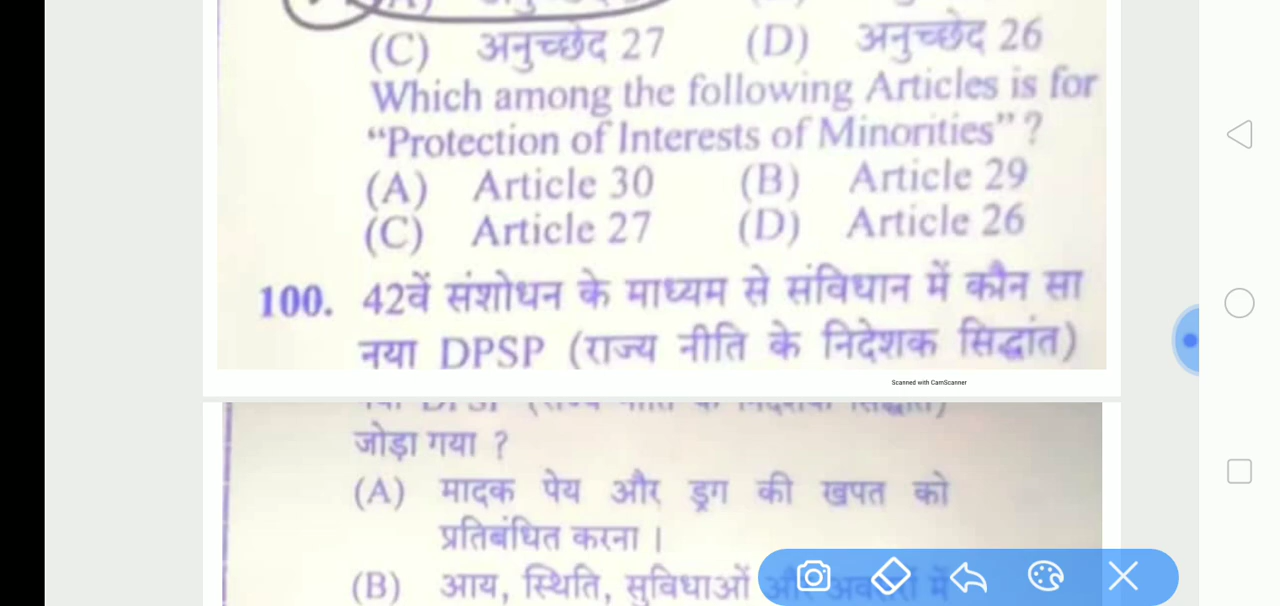 (C) अनुच्छेद 27 (D) अनुच्छेद 26
Which among the following Articles is for
“Protection of Interests of Minorities” ?
(A) Article 30 (B) Article 29
(C) Article 27 (D) Article 26
100. 42वें संशोधन के माध्यम से संविधान में कौन सा
नया DPSP (राज्य नीति के निदेशक सिद्धांत)
Scanned with CamScanner
जोड़ा गया ?
(A) मादक पेय और ड्रग की खपत को
प्रतिबंधित करना ।
(B) आय, स्थिति, सुविधाओं और अवसरों में